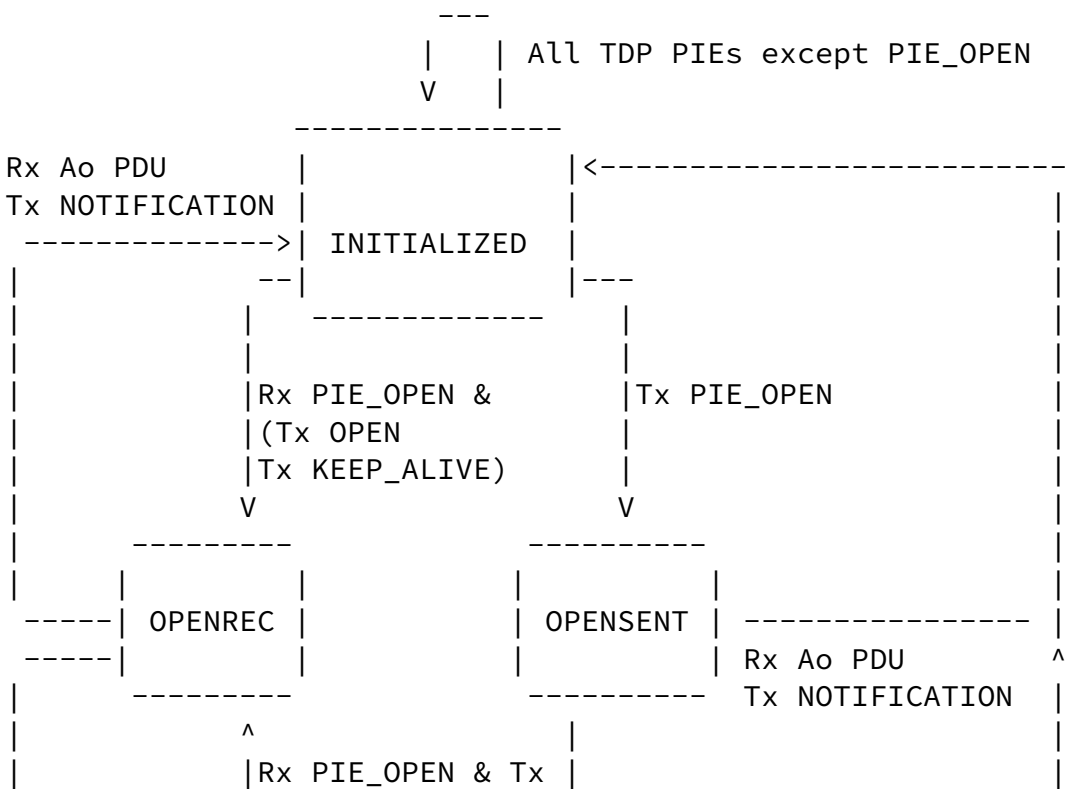 All TDP PIEs except PIE_OPEN
Rx Ao PDU
Tx NOTIFICATION
INITIALIZED
Rx PIE_OPEN & Tx PIE_OPEN
(Tx OPEN
Tx KEEP_ALIVE)
OPENREC OPENSENT
Rx Ao PDU
Tx NOTIFICATION
Rx PIE_OPEN & Tx